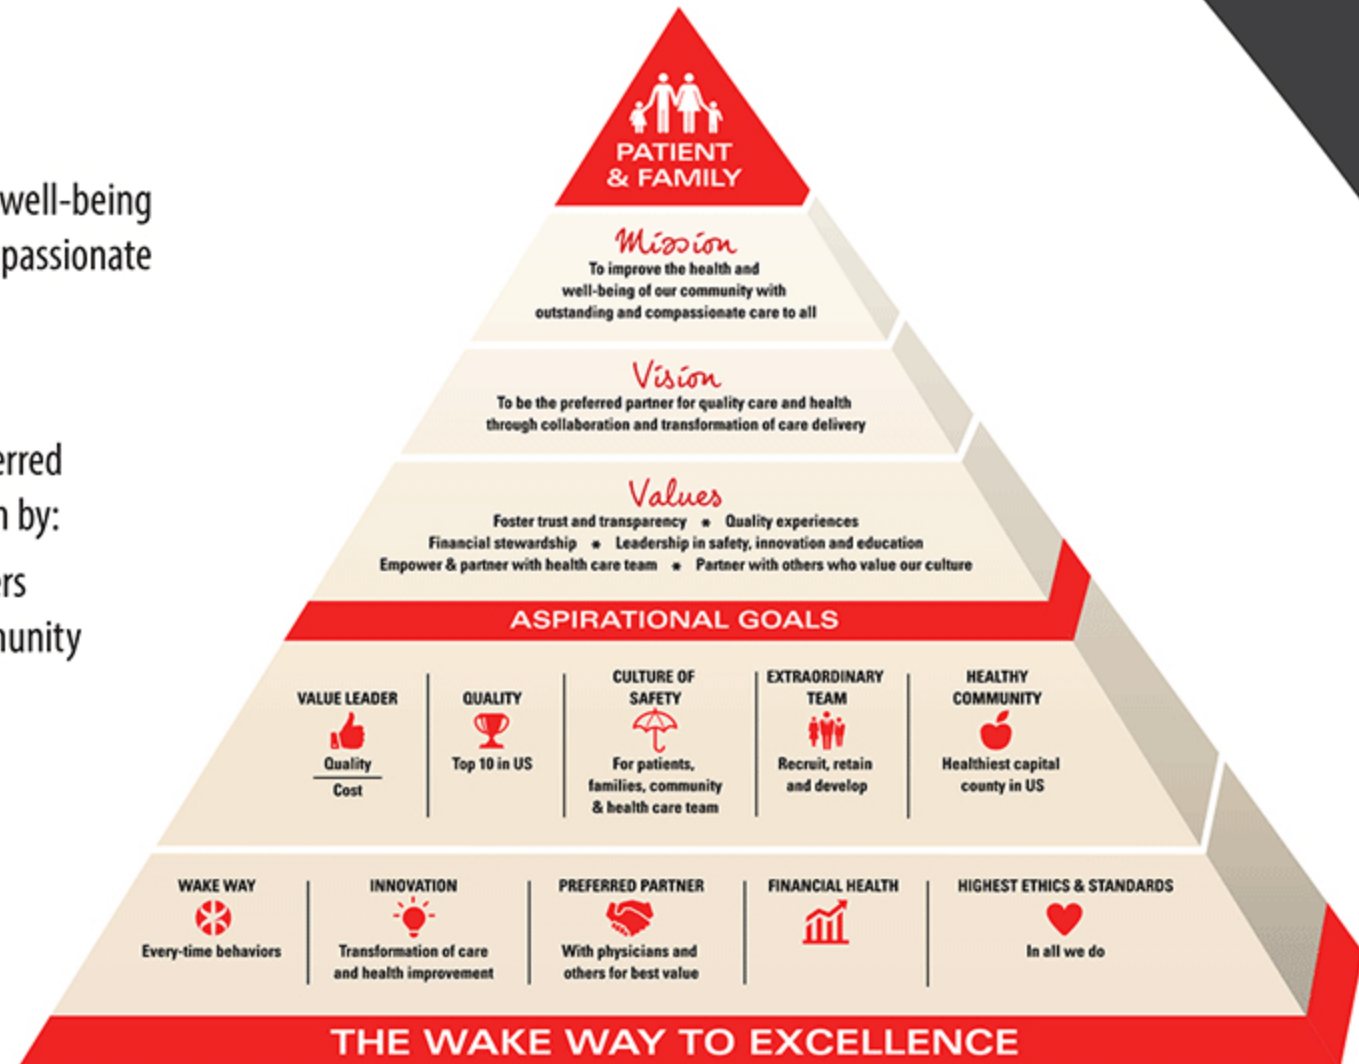 well-being
passionate
by:
PATIENT
& FAMILY
Mission
To improve the health and
well-being of our community with
outstanding and compassionate care to all
Vision
To be the preferred partner for quality care and health
through collaboration and transformation of care delivery
Values
Foster trust and transparency * Quality experiences
Financial stewardship * Leadership in safety, innovation and education
Empower & partner with health care team * Partner with others who value our culture
ASPIRATIONAL GOALS
VALUE LEADER
Quality
Cost
QUALITY
Top 10 in US
CULTURE OF
SAFETY
For patients,
families, community
& health care team
EXTRAORDINARY
TEAM
Recruit, retain
and develop
HEALTHY
COMMUNITY
Healthiest capital
county in US
WAKE WAY
Every-time behaviors
INNOVATION
Transformation of care
and health improvement
PREFERRED PARTNER
With physicians and
others for best value
FINANCIAL HEALTH
HIGHEST ETHICS & STANDARDS
In all we do
THE WAKE WAY TO EXCELLENCE